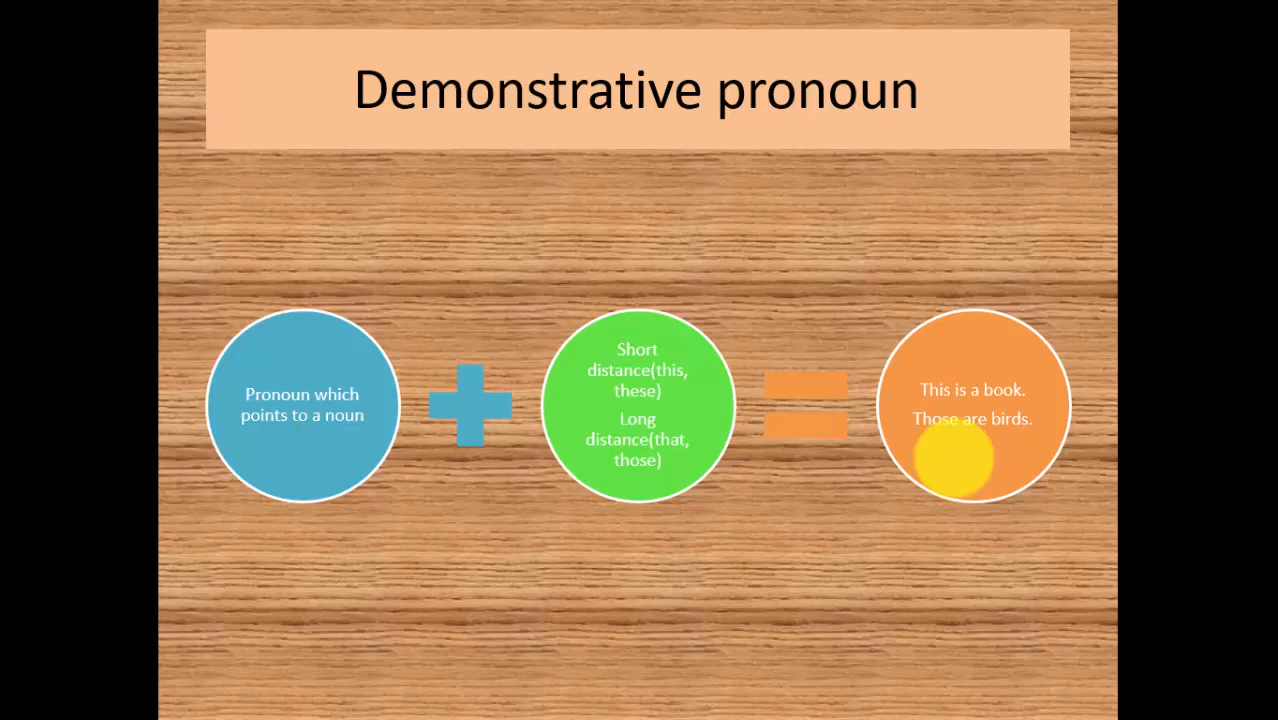 Demonstrative pronoun
Pronoun which
points to a noun
Short
distance(this,
these)
Long
distance(that,
those)
This is a book.
Those are birds.